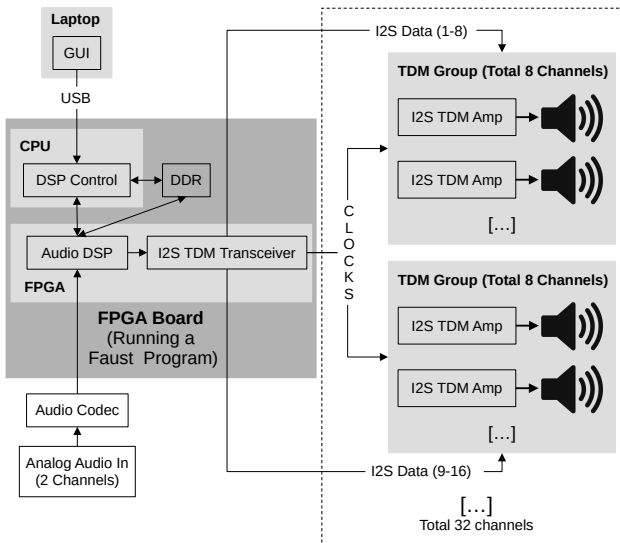 Laptop
GUI
USB
CPU
DSP Control
DDR
Audio DSP
I2S TDM Transceiver
FPGA
FPGA Board
(Running a
Faust Program)
Audio Codec
Analog Audio In
(2 Channels)
I2S Data (1-8)
CLOCKS
TDM Group (Total 8 Channels)
I2S TDM Amp
I2S TDM Amp
[...]
TDM Group (Total 8 Channels)
I2S TDM Amp
I2S TDM Amp
[...]
I2S Data (9-16)
[...]
Total 32 channels